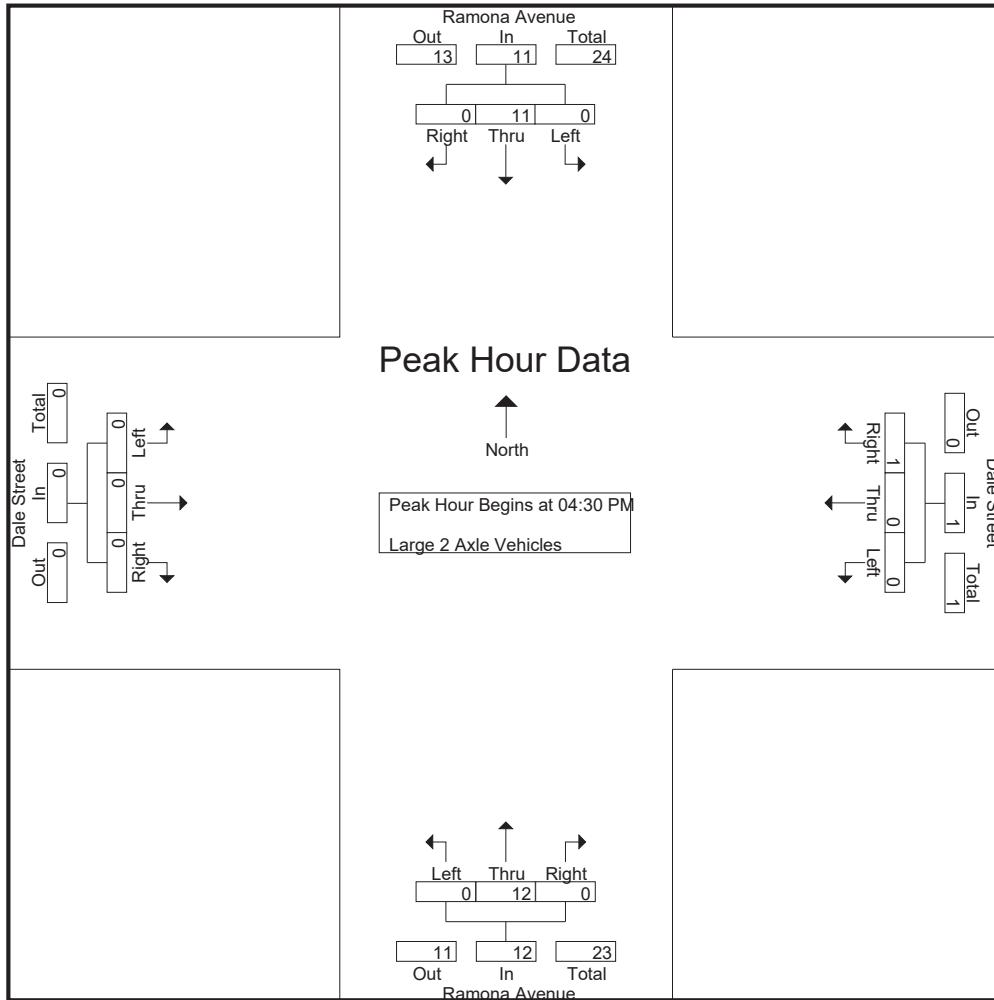 Ramona Avenue
Out In Total
13 11 24
0 11 0
Right Thru Left
Peak Hour Data
North
Peak Hour Begins at 04:30 PM
Large 2 Axle Vehicles
Dale Street
Total In Out
0 0 0
0 0 0
Left Thru Right
Right Thru Left
1 0 0
Out In Total
0 1 1
Dale Street
Left Thru Right
0 12 0
11 12 23
Out In Total
Ramona Avenue